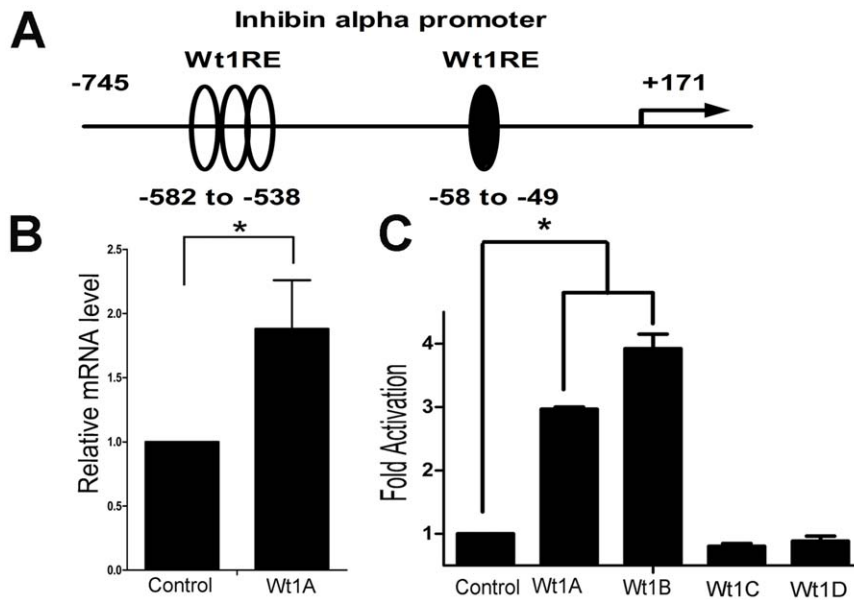 A
Inhibin alpha promoter
Wt1RE Wt1RE
-745 +171
-582 to -538 -58 to -49
B
*
Relative mRNA level
2.5
2.0
1.5
1.0
0.5
0.0
Control Wt1A
C
*
Fold Activation
4
3
2
1
Control Wt1A Wt1B Wt1C Wt1D